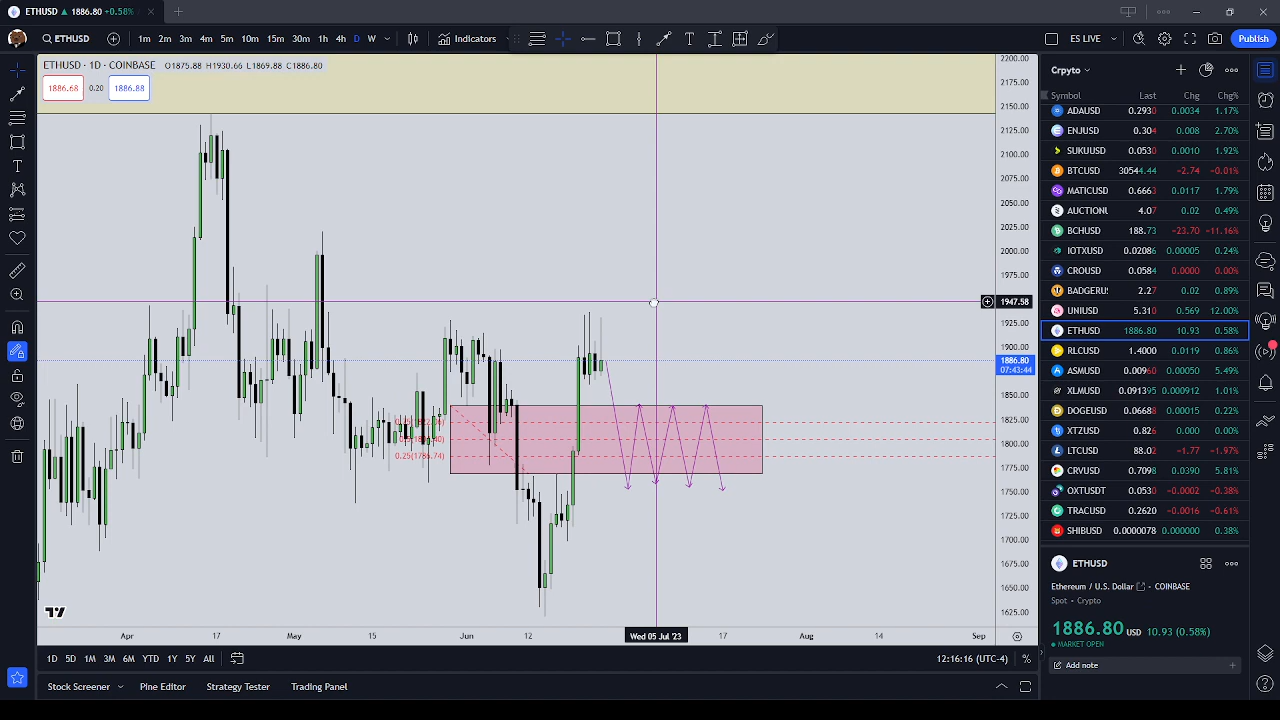 ETHUSD 1886.80 +0.58%
ETHUSD 1m 2m 3m 4m 5m 10m 15m 30m 1h 4h D W Indicators ES LIVE Publish
ETHUSD · 1D · COINBASE O1875.88 H1930.66 L1869.88 C1886.80
1886.68 0.20 1886.88
2200.00
2175.00
2150.00
2125.00
2100.00
2075.00
2050.00
2025.00
2000.00
1975.00
1947.58
1925.00
1900.00
1886.80
07:43:44
1850.00
1825.00
1800.00
1775.00
1750.00
1725.00
1700.00
1675.00
1650.00
1625.00
0.25(1786.74)
Apr 17 May 15 Jun 12 Wed 05 Jul '23 17 Aug 14 Sep
1D 5D 1M 3M 6M YTD 1Y 5Y All 12:16:16 (UTC-4) %
Stock Screener Pine Editor Strategy Tester Trading Panel
Crpyto
Symbol Last Chg Chg%
ADAUSD 0.2930 0.0034 1.17%
ENJUSD 0.304 0.008 2.70%
SUKUUSD 0.0530 0.0010 1.92%
BTCUSD 30544.44 −2.74 −0.01%
MATICUSD 0.6663 0.0117 1.79%
AUCTIONU 4.07 0.02 0.49%
BCHUSD 188.73 −23.70 −11.16%
IOTXUSD 0.02086 0.00005 0.24%
CROUSD 0.0584 0.0000 0.00%
BADGERUS 2.27 0.02 0.89%
UNIUSD 5.310 0.569 12.00%
ETHUSD 1886.80 10.93 0.58%
RLCUSD 1.4000 0.0119 0.86%
ASMUSD 0.00960 0.00050 5.49%
XLMUSD 0.091395 0.000912 1.01%
DOGEUSD 0.06688 0.00015 0.22%
XTZUSD 0.826 0.000 0.00%
LTCUSD 88.02 −1.77 −1.97%
CRVUSD 0.7098 0.0390 5.81%
OXTUSDT 0.0530 −0.0002 −0.38%
TRACUSD 0.2620 −0.0016 −0.61%
SHIBUSD 0.0000078 0.000000 0.38%
ETHUSD
Ethereum / U.S. Dollar · COINBASE
Spot · Crypto
1886.80 USD 10.93 (0.58%)
MARKET OPEN
Add note